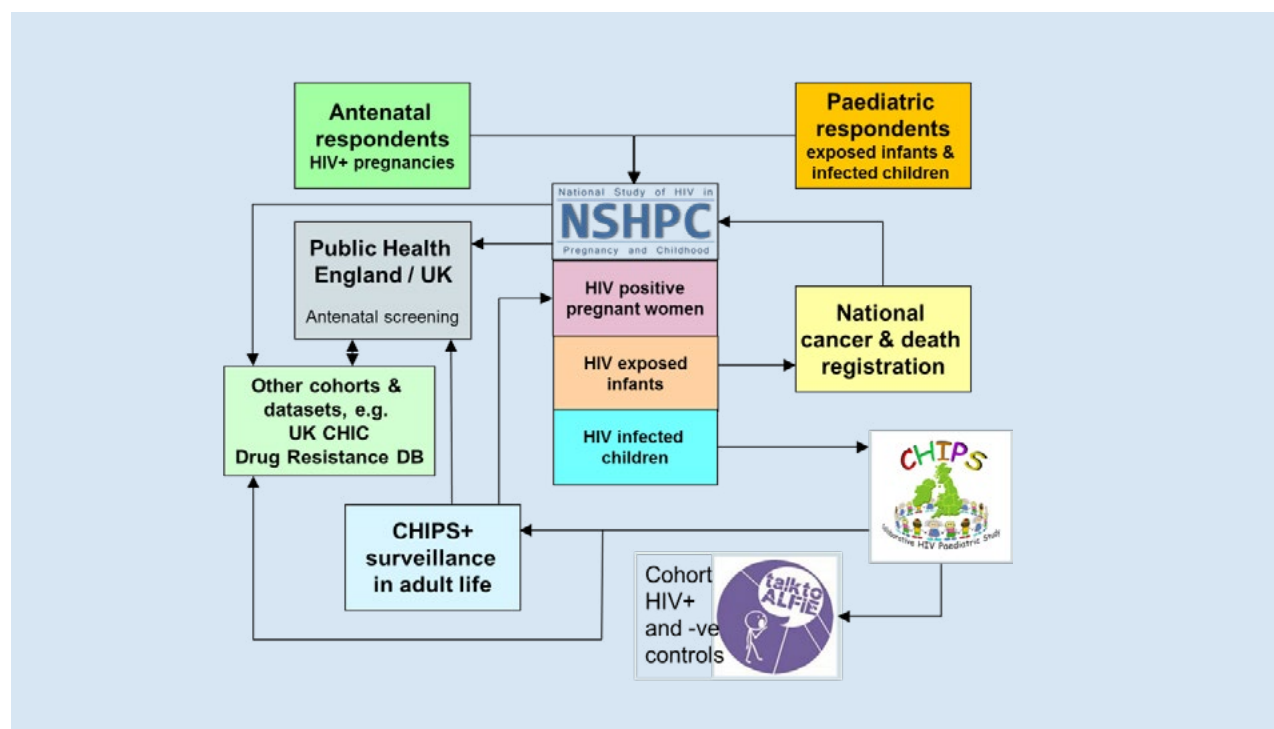 Antenatal
respondents
HIV+ pregnancies
Paediatric
respondents
exposed infants &
infected children
National Study of HIV in
NSHPC
Pregnancy and Childhood
Public Health
England / UK
Antenatal screening
HIV positive
pregnant women
HIV exposed
infants
HIV infected
children
National
cancer & death
registration
Other cohorts &
datasets, e.g.
UK CHIC
Drug Resistance DB
CHIPS
HIV Paediatric Study
CHIPS+
surveillance
in adult life
Cohort
HIV+
and -ve
controls
talk to
ALFiE